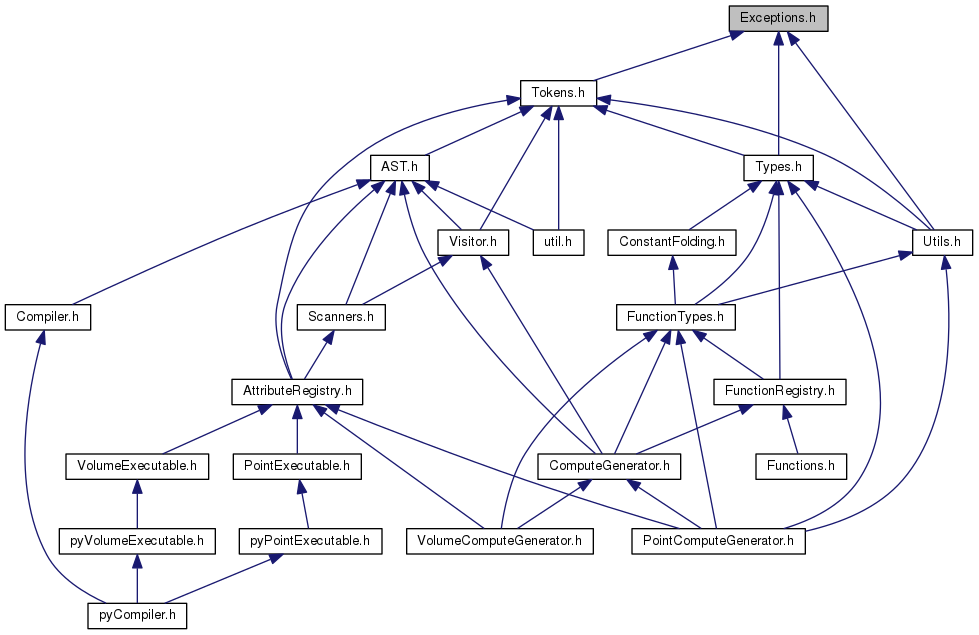 Exceptions.h
Tokens.h
AST.h
Types.h
Visitor.h
util.h
ConstantFolding.h
Utils.h
Compiler.h
Scanners.h
FunctionTypes.h
AttributeRegistry.h
FunctionRegistry.h
VolumeExecutable.h
PointExecutable.h
ComputeGenerator.h
Functions.h
pyVolumeExecutable.h
pyPointExecutable.h
VolumeComputeGenerator.h
PointComputeGenerator.h
pyCompiler.h